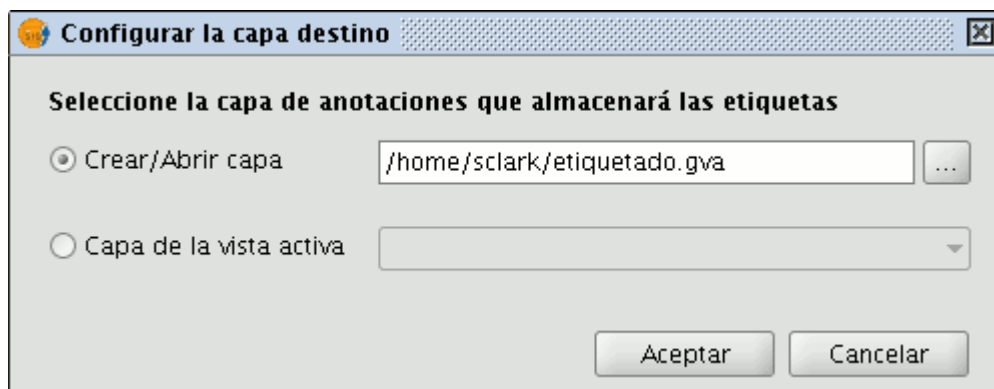 Configurar la capa destino
Seleccione la capa de anotaciones que almacenará las etiquetas
Crear/Abrir capa /home/sclark/etiquetado.gva ...
Capa de la vista activa
Aceptar Cancelar